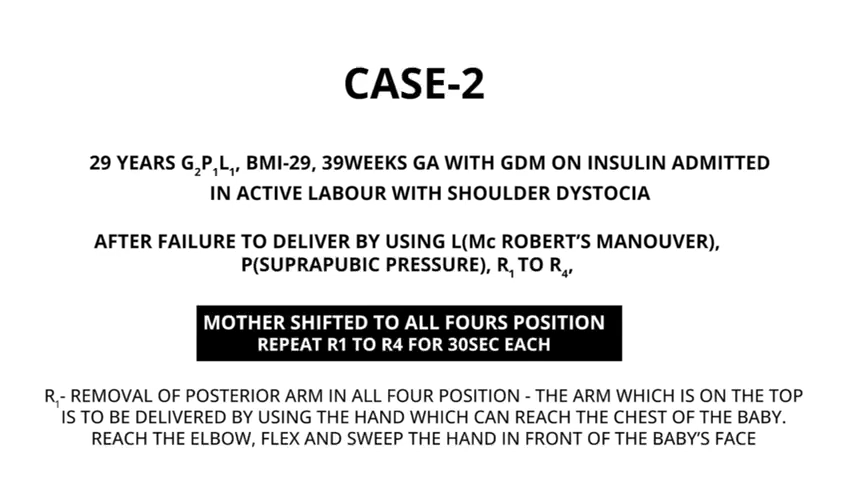 CASE-2
29 YEARS G2P1L1, BMI-29, 39WEEKS GA WITH GDM ON INSULIN ADMITTED
IN ACTIVE LABOUR WITH SHOULDER DYSTOCIA
AFTER FAILURE TO DELIVER BY USING L(Mc ROBERT'S MANOUVER),
P(SUPRAPUBIC PRESSURE), R1 TO R4,
MOTHER SHIFTED TO ALL FOURS POSITION
REPEAT R1 TO R4 FOR 30SEC EACH
R1- REMOVAL OF POSTERIOR ARM IN ALL FOUR POSITION - THE ARM WHICH IS ON THE TOP
IS TO BE DELIVERED BY USING THE HAND WHICH CAN REACH THE CHEST OF THE BABY.
REACH THE ELBOW, FLEX AND SWEEP THE HAND IN FRONT OF THE BABY'S FACE